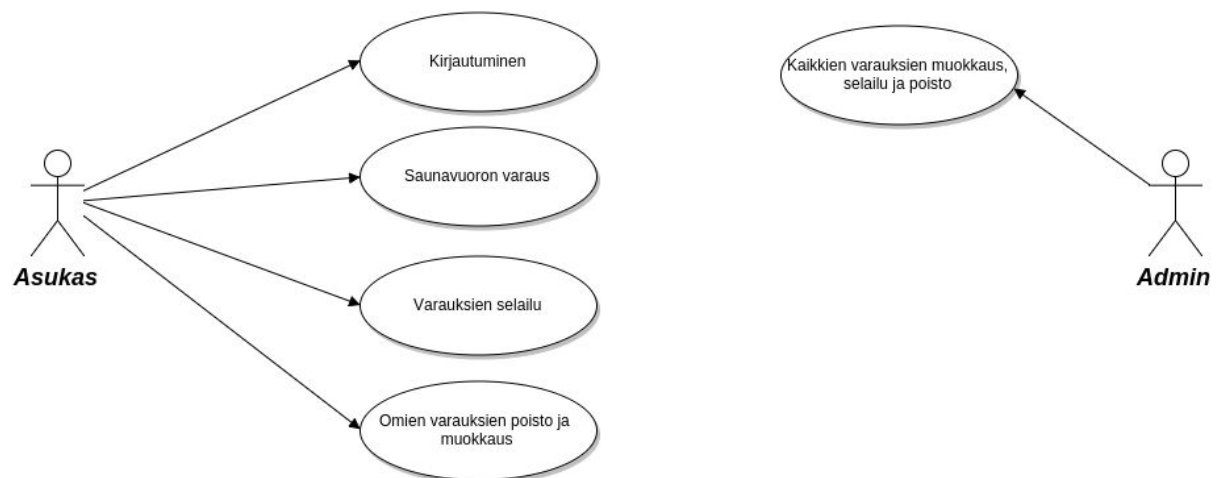 Kirjautuminen
Saunavuoron varaus
Varauksien selailu
Omien varauksien poisto ja
muokkaus
Asukas
Kaikkien varauksien muokkaus,
selailu ja poisto
Admin